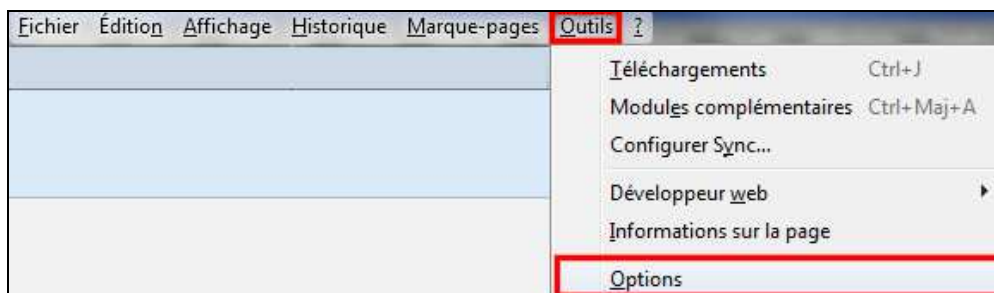 Fichier Édition Affichage Historique Marque-pages Outils ?
Téléchargements Ctrl+J
Modules complémentaires Ctrl+Maj+A
Configurer Sync...
Développeur web
Informations sur la page
Options